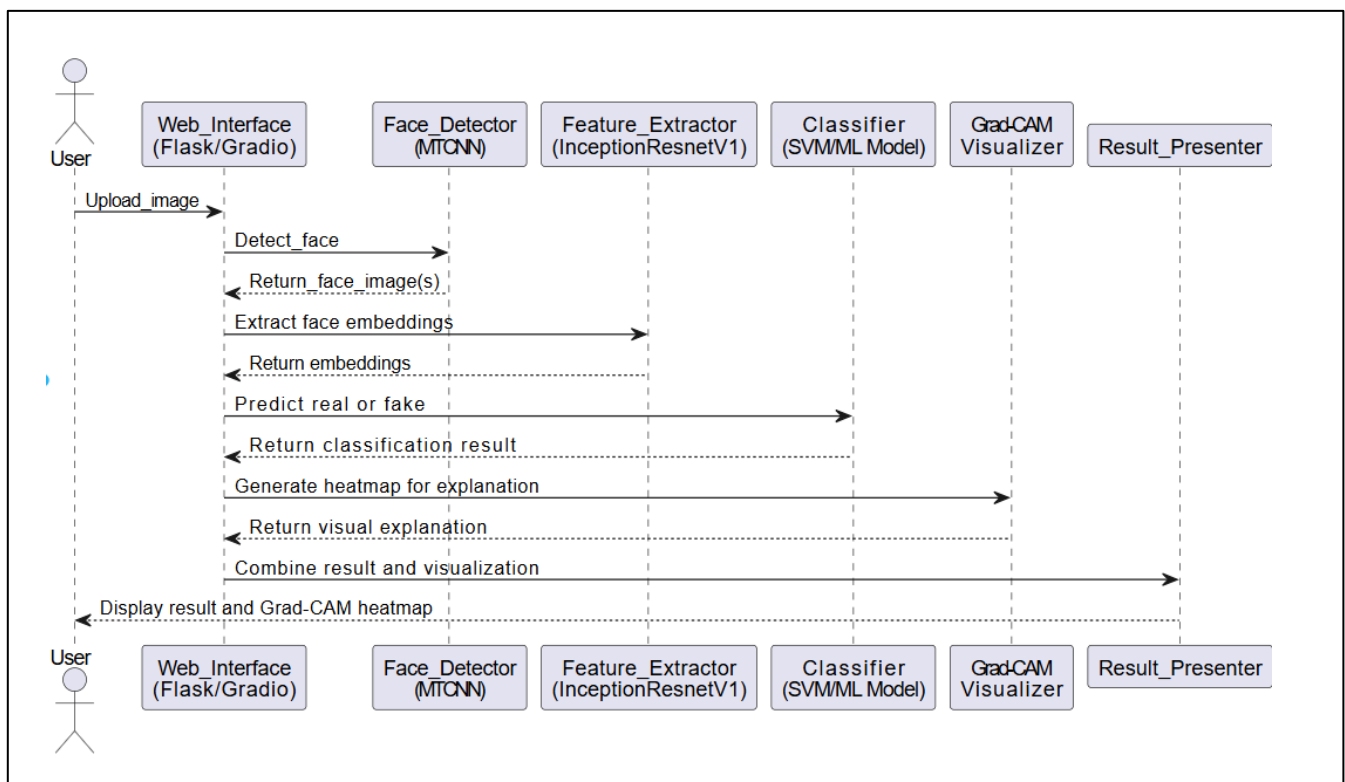 User
Web_Interface
(Flask/Gradio)
Face_Detector
(MTCNN)
Feature_Extractor
(InceptionResnetV1)
Classifier
(SVM/ML Model)
Grad-CAM
Visualizer
Result_Presenter
Upload_image
Detect_face
Return_face_image(s)
Extract face embeddings
Return embeddings
Predict real or fake
Return classification result
Generate heatmap for explanation
Return visual explanation
Combine result and visualization
Display result and Grad-CAM heatmap
User
Web_Interface
(Flask/Gradio)
Face_Detector
(MTCNN)
Feature_Extractor
(InceptionResnetV1)
Classifier
(SVM/ML Model)
Grad-CAM
Visualizer
Result_Presenter